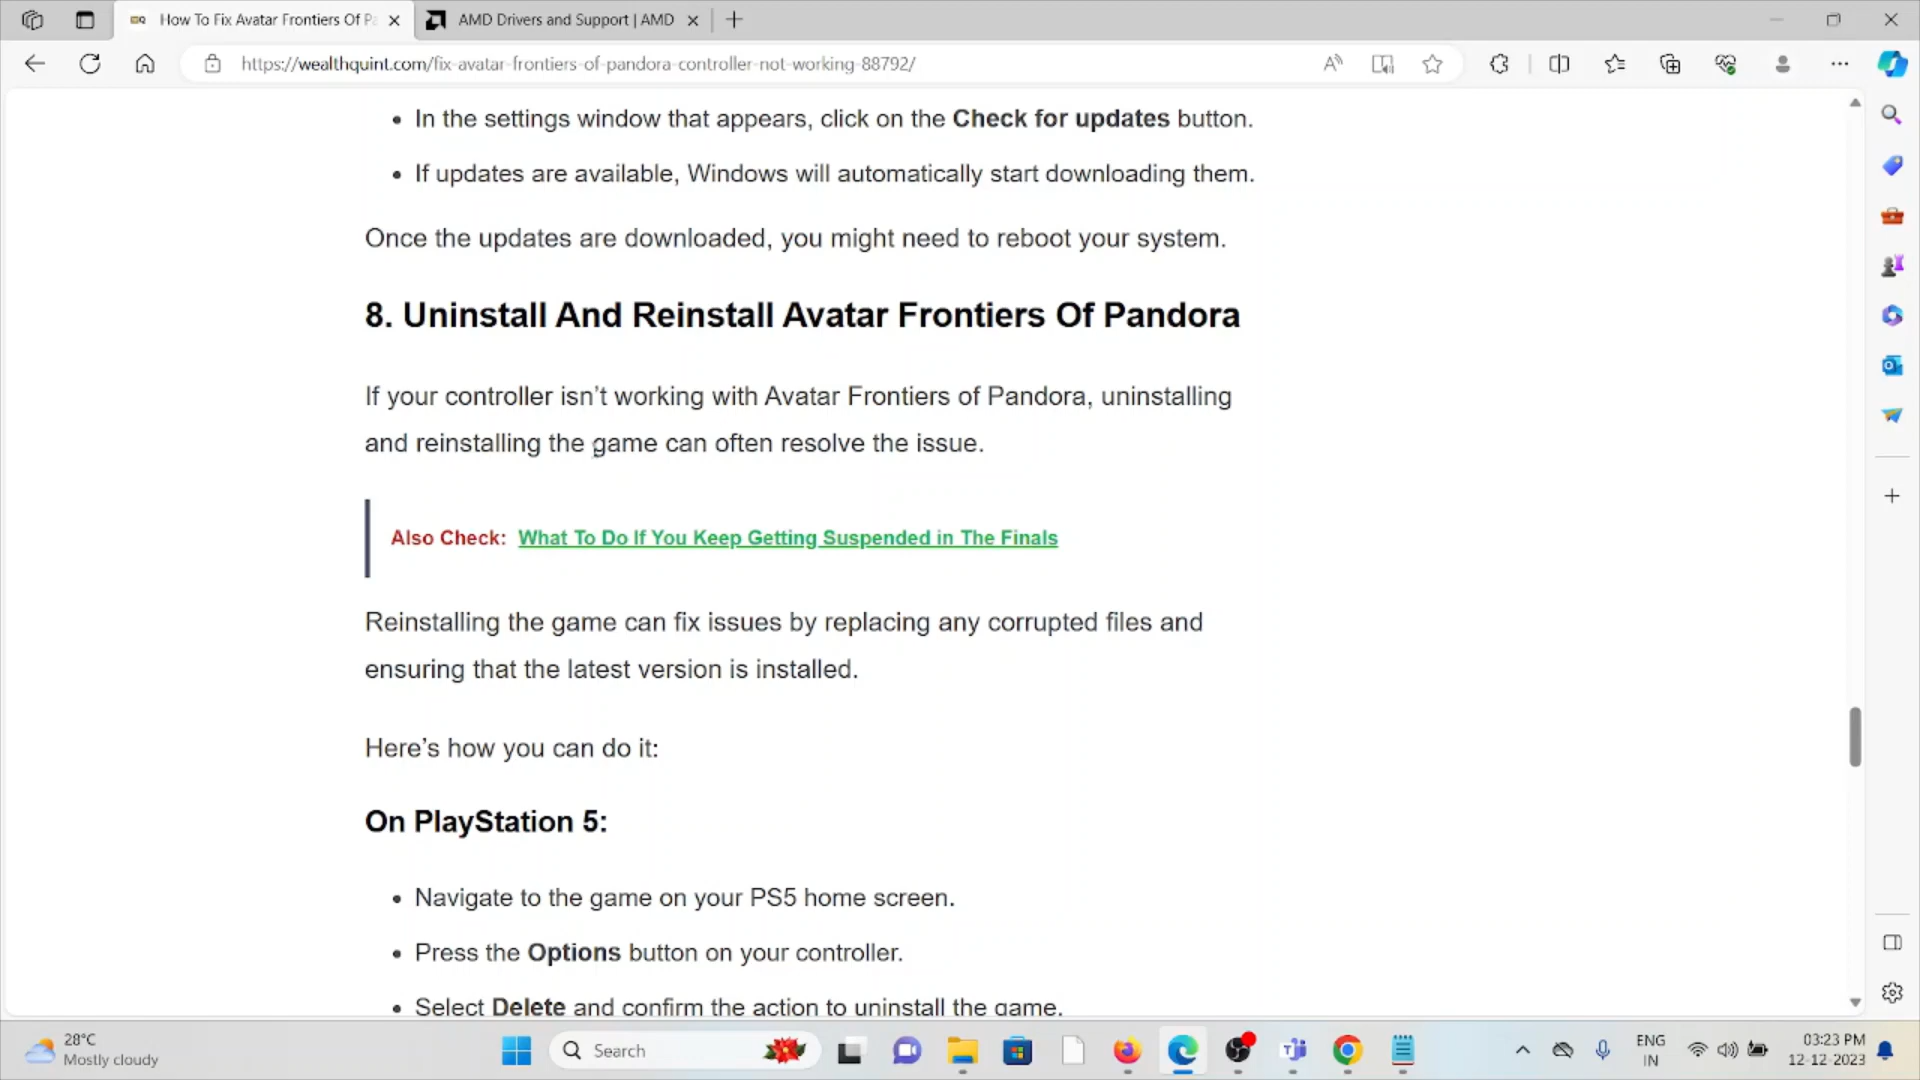 How To Fix Avatar Frontiers Of Pa
AMD Drivers and Support | AMD
https://wealthquint.com/fix-avatar-frontiers-of-pandora-controller-not-working-88792/
• In the settings window that appears, click on the Check for updates button.
• If updates are available, Windows will automatically start downloading them.
Once the updates are downloaded, you might need to reboot your system.
8. Uninstall And Reinstall Avatar Frontiers Of Pandora
If your controller isn’t working with Avatar Frontiers of Pandora, uninstalling
and reinstalling the game can often resolve the issue.
Also Check: What To Do If You Keep Getting Suspended in The Finals
Reinstalling the game can fix issues by replacing any corrupted files and
ensuring that the latest version is installed.
Here’s how you can do it:
On PlayStation 5:
• Navigate to the game on your PS5 home screen.
• Press the Options button on your controller.
• Select Delete and confirm the action to uninstall the game.
28°C
Mostly cloudy
Search
ENG
IN
03:23 PM
12-12-2023